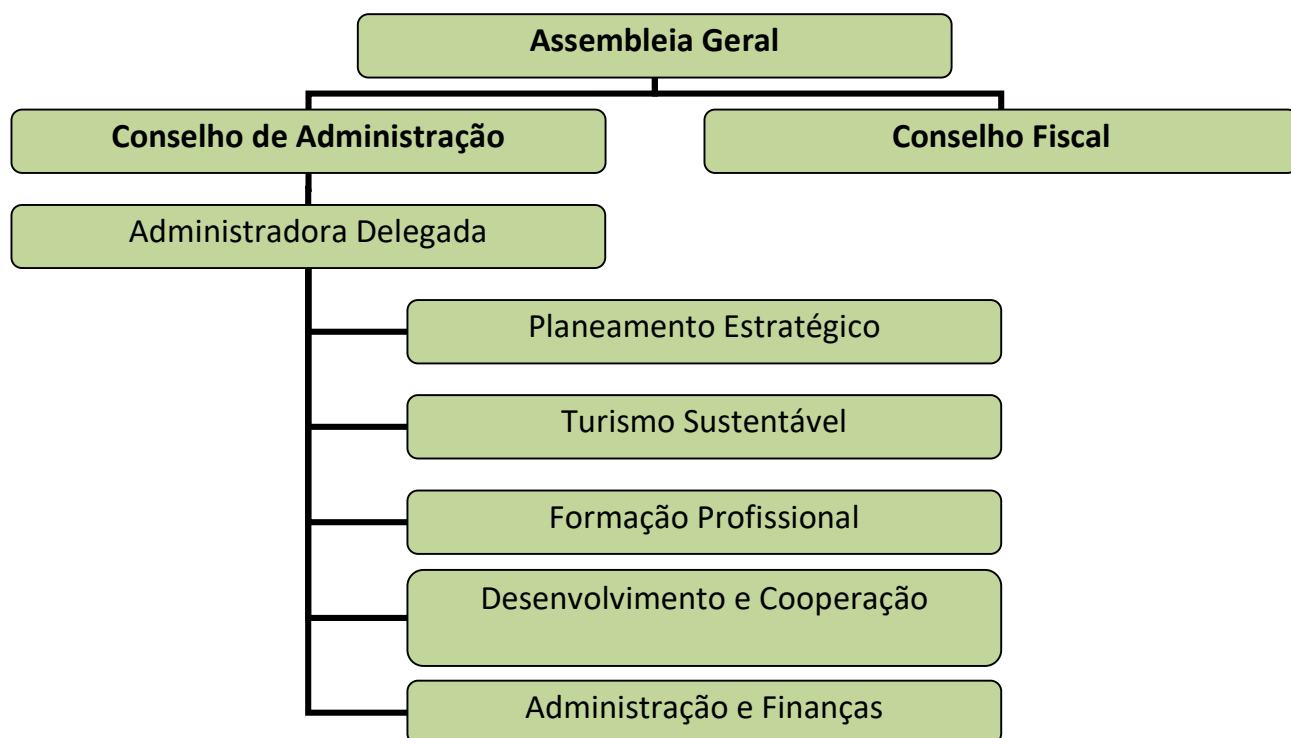 Assembleia Geral
Conselho de Administração
Conselho Fiscal
Administradora Delegada
Planeamento Estratégico
Turismo Sustentável
Formação Profissional
Desenvolvimento e Cooperação
Administração e Finanças